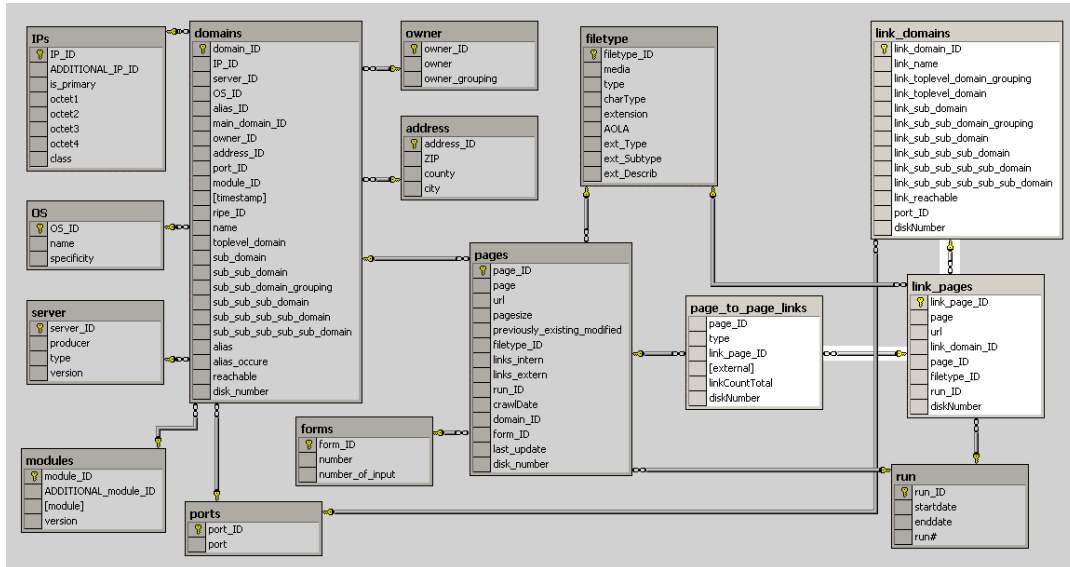 IPs
IP_ID
ADDITIONAL_IP_ID
is_primary
octet1
octet2
octet3
octet4
class
OS
OS_ID
name
specificity
server
server_ID
producer
type
version
modules
module_ID
ADDITIONAL_module_ID
[module]
version
domains
domain_ID
IP_ID
server_ID
OS_ID
alias_ID
main_domain_ID
owner_ID
address_ID
port_ID
module_ID
[timestamp]
ripe_ID
name
toplevel_domain
sub_domain
sub_sub_domain
sub_sub_domain_grouping
sub_sub_sub_domain
sub_sub_sub_sub_domain
sub_sub_sub_sub_sub_domain
alias
alias_occure
reachable
disk_number
ports
port_ID
port
owner
owner_ID
owner
owner_grouping
address
address_ID
ZIP
county
city
forms
form_ID
number
number_of_input
filetype
filetype_ID
media
type
charType
extension
AOLA
ext_Type
ext_Subtype
ext_Describ
pages
page_ID
page
url
pagesize
previously_existing_modified
filetype_ID
links_intern
links_extern
run_ID
crawlDate
domain_ID
form_ID
last_update
disk_number
page_to_page_links
page_ID
type
link_page_ID
[external]
linkCountTotal
diskNumber
link_domains
link_domain_ID
link_name
link_toplevel_domain_grouping
link_toplevel_domain
link_sub_domain
link_sub_sub_domain_grouping
link_sub_sub_domain
link_sub_sub_sub_domain
link_sub_sub_sub_sub_domain
link_sub_sub_sub_sub_sub_domain
link_reachable
port_ID
diskNumber
link_pages
link_page_ID
page
url
link_domain_ID
page_ID
filetype_ID
run_ID
diskNumber
run
run_ID
startdate
enddate
run#